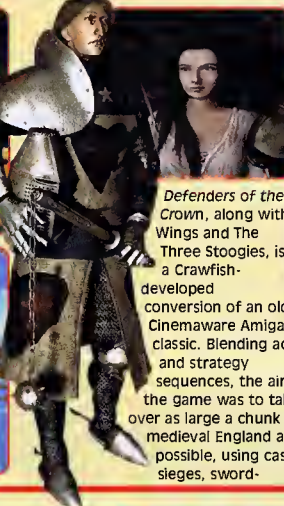 Defenders of the
Crown, along with
Wings and The
Three Stoogies, is
a Crawfish-
developed
conversion of an old
Cinemaware Amiga
classic. Blending
and strategy
sequences, the
the game was to
over as large a chunk
medieval England
possible, using
sieges, sword-